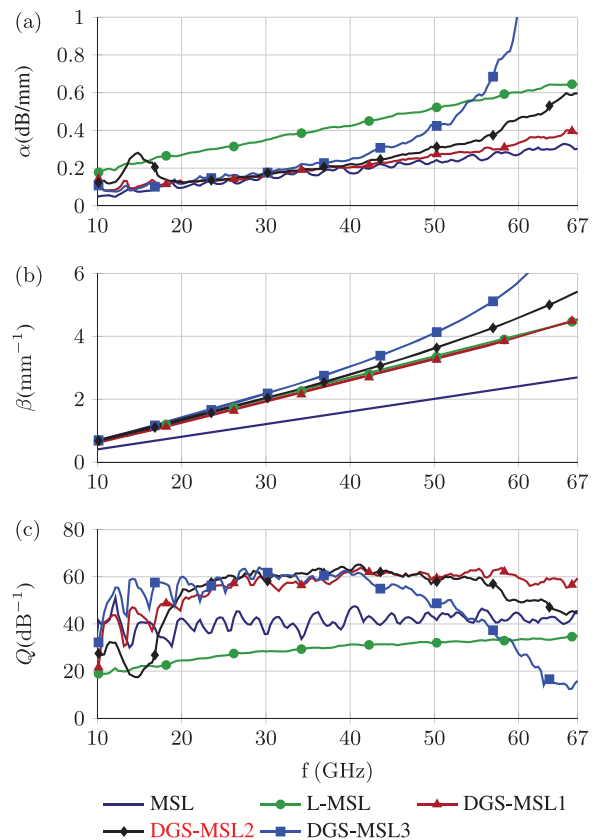 (a)
α(dB/mm)
1
0.8
0.6
0.4
0.2
0
10 20 30 40 50 60 67
(b)
β(mm⁻¹)
6
4
2
0
10 20 30 40 50 60 67
(c)
Q(dB⁻¹)
80
60
40
20
0
10 20 30 40 50 60 67
f (GHz)
MSL L-MSL DGS-MSL1
DGS-MSL2 DGS-MSL3